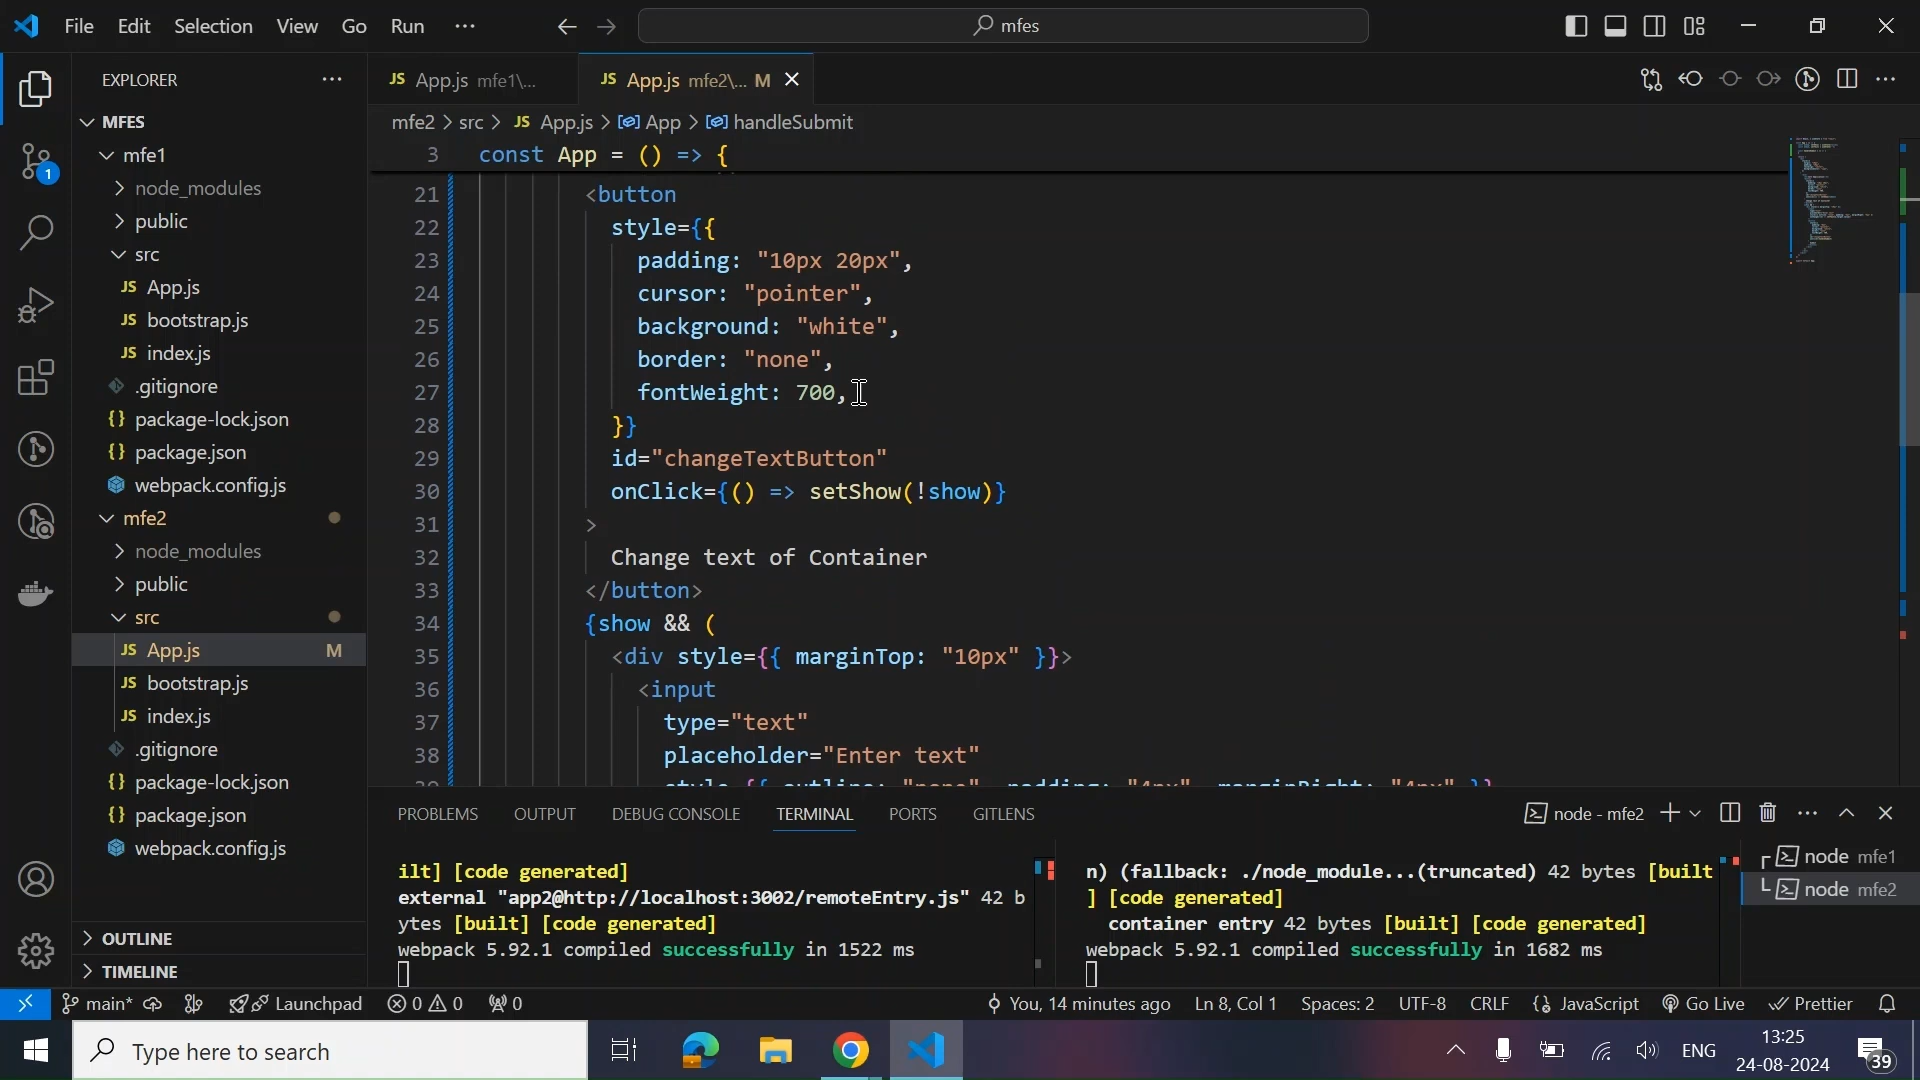 File Edit Selection View Go Run ···
mfes
EXPLORER
MFES
mfe1
node_modules
public
src
JS App.js
JS bootstrap.js
JS index.js
.gitignore
{} package-lock.json
{} package.json
webpack.config.js
mfe2
node_modules
public
src
JS App.js M
JS bootstrap.js
JS index.js
.gitignore
{} package-lock.json
{} package.json
webpack.config.js
OUTLINE
TIMELINE
1
JS App.js mfe1\...
JS App.js mfe2\... M
mfe2 > src > JS App.js > App > handleSubmit
3 const App = () => {
21 <button
22 style={{
23 padding: "10px 20px",
24 cursor: "pointer",
25 background: "white",
26 border: "none",
27 fontWeight: 700,
28 }}
29 id="changeTextButton"
30 onClick={() => setShow(!show)}
31 >
32 Change text of Container
33 </button>
34 {show && (
35 <div style={{ marginTop: "10px" }}>
36 <input
37 type="text"
38 placeholder="Enter text"
39 style={{ outline: "none", padding: "4px", marginRight: "4px" }}
PROBLEMS OUTPUT DEBUG CONSOLE TERMINAL PORTS GITLENS
node - mfe2
ilt] [code generated]
external "app2@http://localhost:3002/remoteEntry.js" 42 b
ytes [built] [code generated]
webpack 5.92.1 compiled successfully in 1522 ms
n) (fallback: ./node_module...(truncated) 42 bytes [built
] [code generated]
container entry 42 bytes [built] [code generated]
webpack 5.92.1 compiled successfully in 1682 ms
node mfe1
node mfe2
main* Launchpad 0 0 0
You, 14 minutes ago Ln 8, Col 1 Spaces: 2 UTF-8 CRLF {} JavaScript Go Live Prettier
Type here to search
ENG
13:25
24-08-2024
39